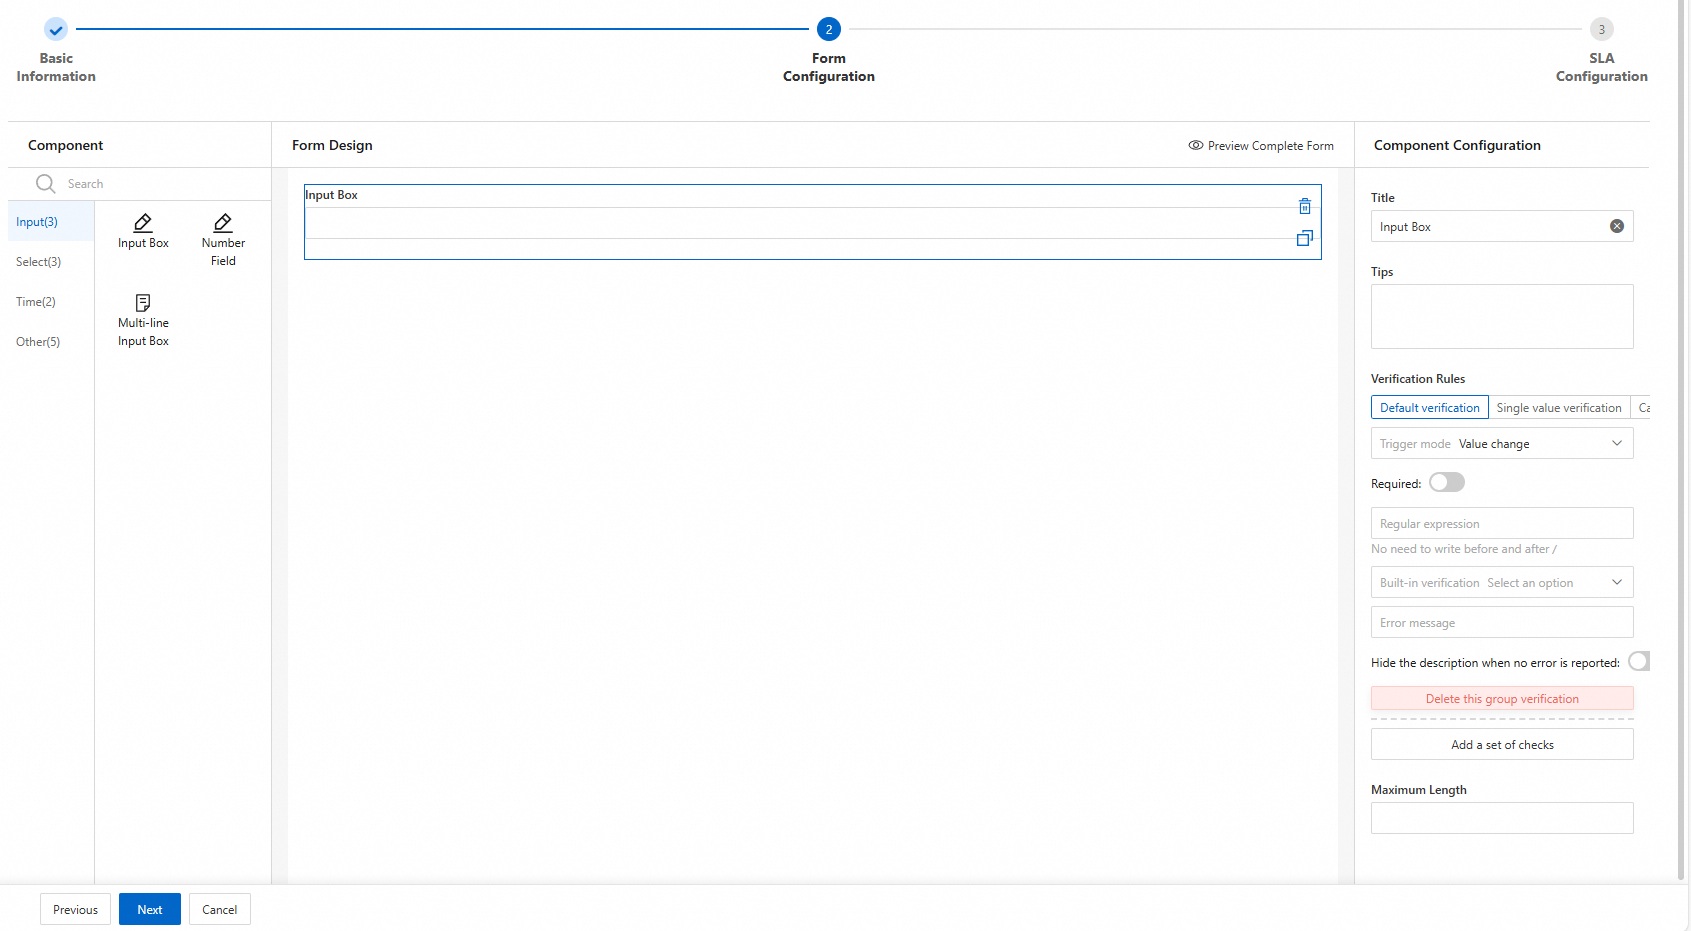 2
3
Basic
Information
Form
Configuration
SLA
Configuration
Component
Form Design
Preview Complete Form
Component Configuration
Search
Input(3)
Select(3)
Time(2)
Other(5)
Input Box
Number
Field
Multi-line
Input Box
Input Box
Title
Input Box
Tips
Verification Rules
Default verification
Single value verification
Ca
Trigger mode Value change
Required:
Regular expression
No need to write before and after /
Built-in verification Select an option
Error message
Hide the description when no error is reported:
Delete this group verification
Add a set of checks
Maximum Length
Previous
Next
Cancel